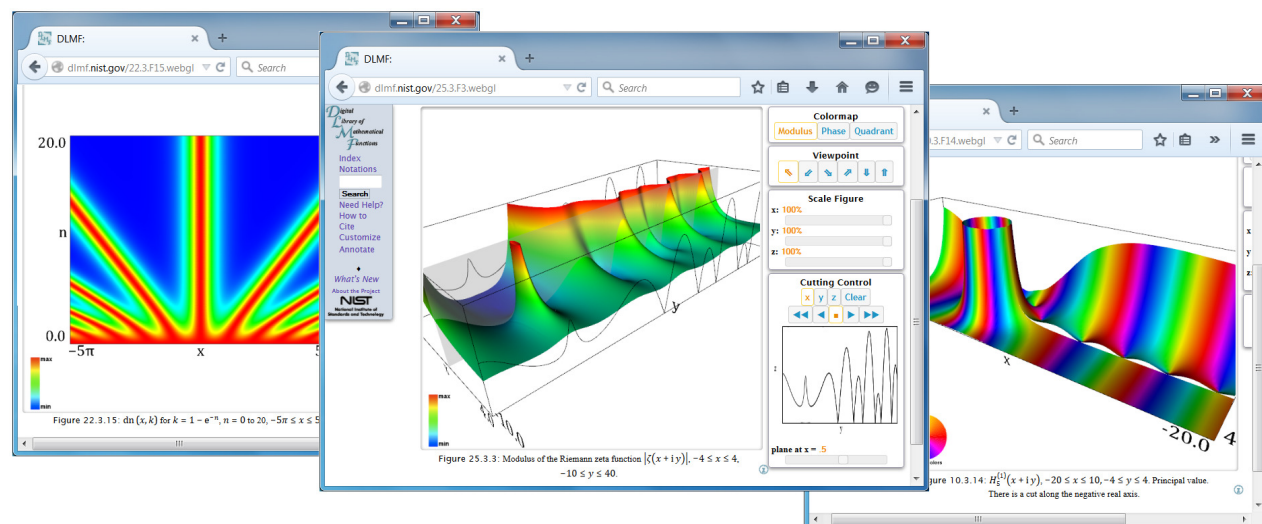 DLMF:
dlmf.nist.gov/22.3.F15.webgl
Search
20.0
n
0.0
−5π
x
5
max
min
Figure 22.3.15: dn (x, k) for k = 1 − e⁻ⁿ, n = 0 to 20, −5π ≤ x ≤ 5
DLMF:
dlmf.nist.gov/25.3.F3.webgl
Search
Digital
Library of
Mathematical
Functions
Index
Notations
Search
Need Help?
How to
Cite
Customize
Annotate
What's New
About the Project
NIST
National Institute of
Standards and Technology
y
max
min
Figure 25.3.3: Modulus of the Riemann zeta function |ζ(x + i y)|, −4 ≤ x ≤ 4,
−10 ≤ y ≤ 40.
Colormap
Modulus Phase Quadrant
Viewpoint
Scale Figure
x: 100%
y: 100%
z: 100%
Cutting Control
x y z Clear
z
y
plane at x = .5
.3.F14.webgl
Search
x
y
z
x
-20.0
4
gure 10.3.14: H₅⁽¹⁾(x + i y), −20 ≤ x ≤ 10, −4 ≤ y ≤ 4. Principal value.
There is a cut along the negative real axis.